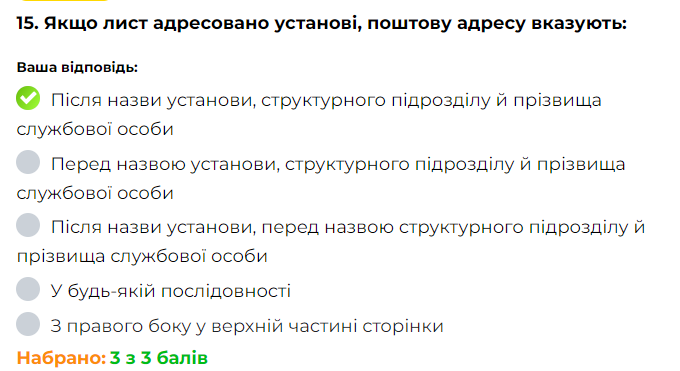 15. Якщо лист адресовано установі, поштову адресу вказують:
Ваша відповідь:
Після назви установи, структурного підрозділу й прізвища
службової особи
Перед назвою установи, структурного підрозділу й прізвища
службової особи
Після назви установи, перед назвою структурного підрозділу й
прізвища службової особи
У будь-якій послідовності
З правого боку у верхній частині сторінки
Набрано: 3 з 3 балів